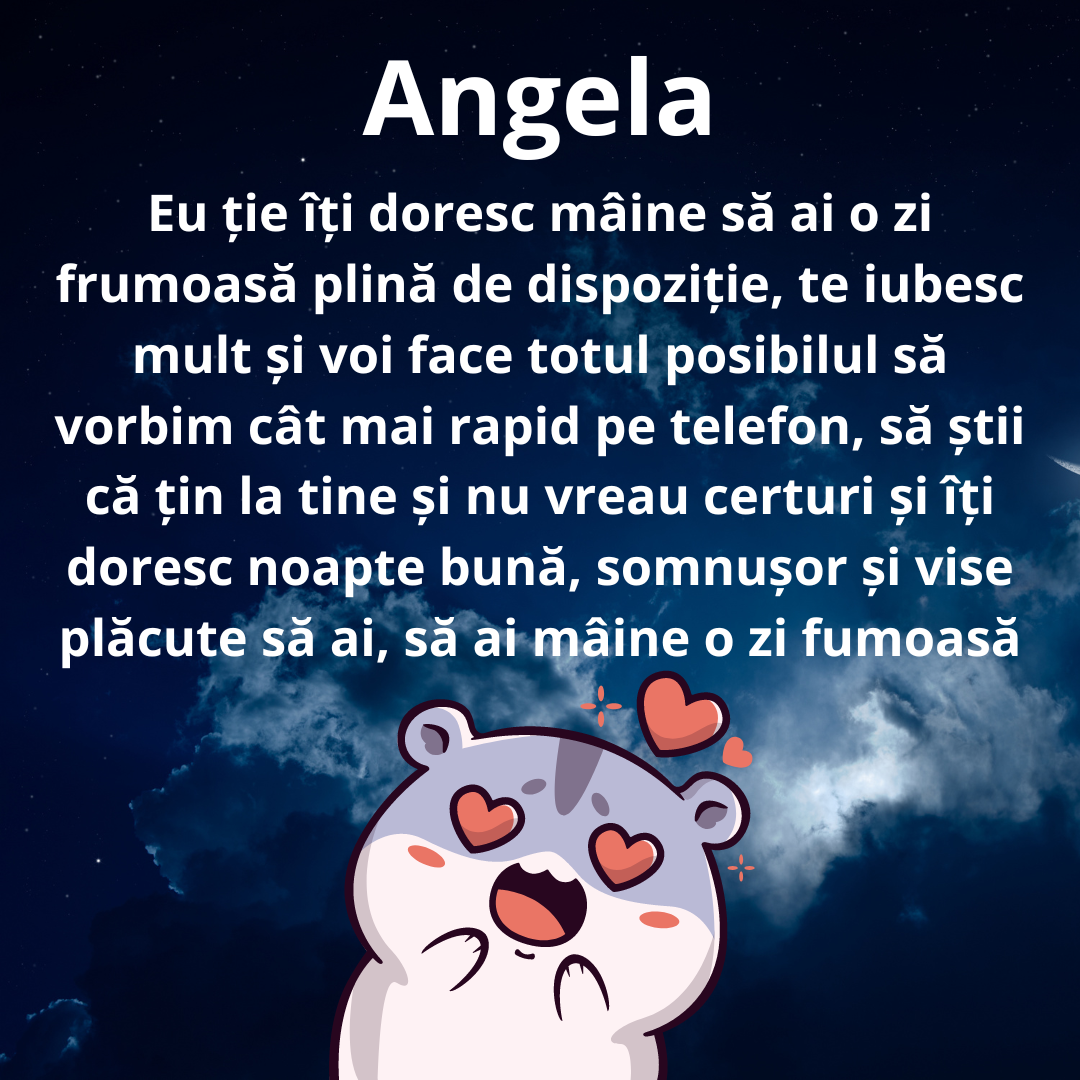 Angela
Eu ție îți doresc mâine să ai o zi
frumoasă plină de dispoziție, te iubesc
mult și voi face totul posibilul să
vorbim cât mai rapid pe telefon, să știi
că țin la tine și nu vreau certuri și îți
doresc noapte bună, somnușor și vise
plăcute să ai, să ai mâine o zi fumoasă